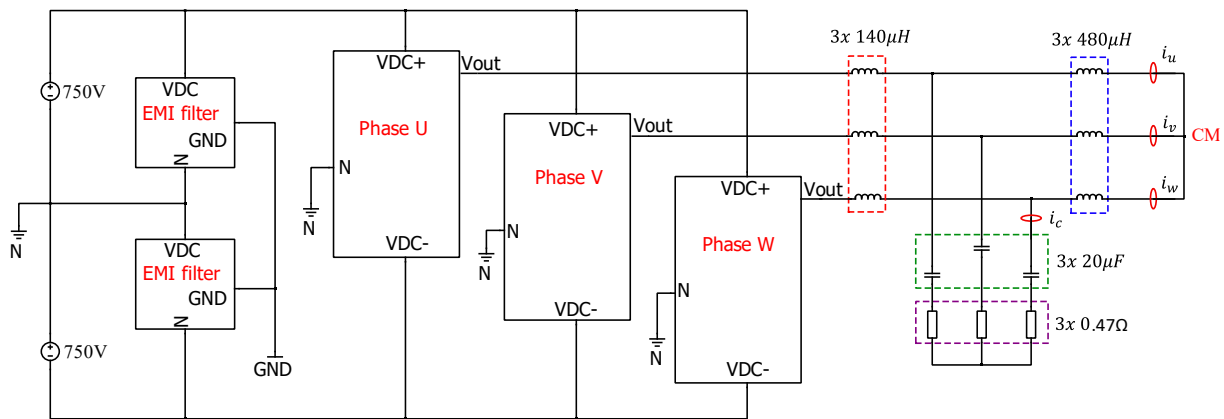 750V
750V
N
VDC
EMI filter
GND
N
VDC
EMI filter
GND
N
GND
VDC+
Vout
Phase U
N
N
VDC-
VDC+
Vout
Phase V
N
N
VDC-
VDC+
Vout
Phase W
N
N
VDC-
3x 140μH
3x 480μH
i_u
i_v
CM
i_w
i_c
3x 20μF
3x 0.47Ω